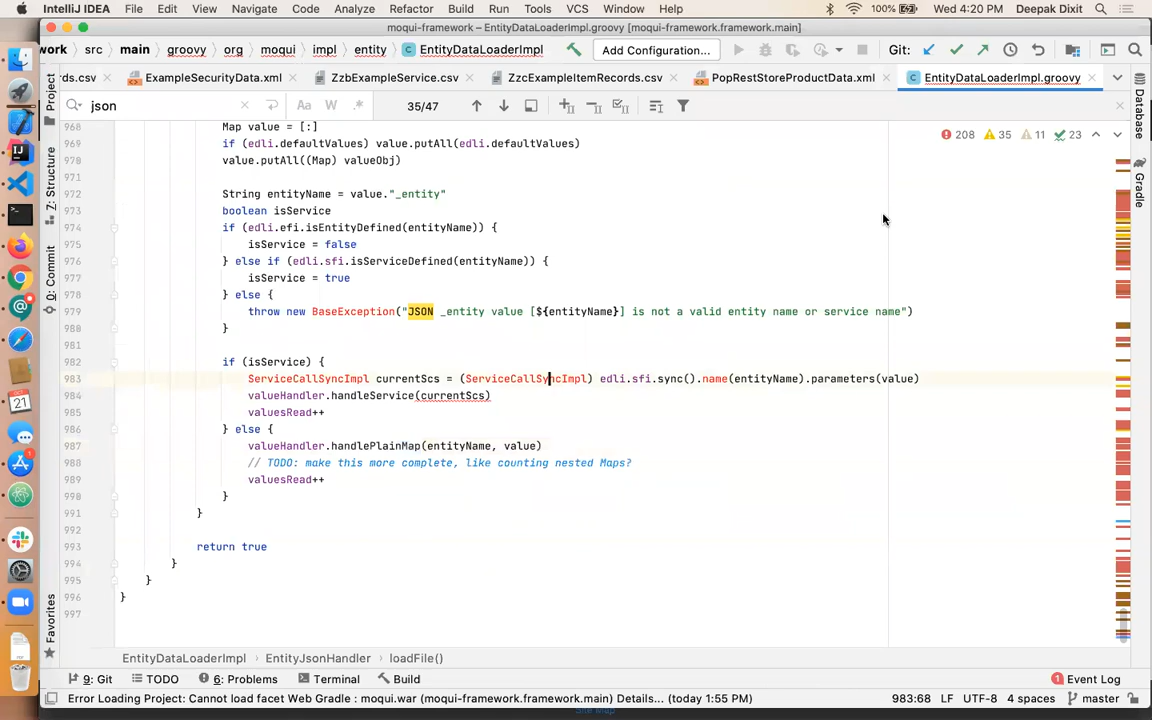 IntelliJ IDEA File Edit View Navigate Code Analyze Refactor Build Run Tools VCS Window Help 100% Wed 4:20 PM Deepak Dixit
moqui-framework – EntityDataLoaderImpl.groovy [moqui-framework.framework.main]
work src main groovy org moqui impl entity EntityDataLoaderImpl Add Configuration... Git:
rds.csv ExampleSecurityData.xml ZzbExampleService.csv ZzcExampleItemRecords.csv PopRestStoreProductData.xml EntityDataLoaderImpl.groovy
json Aa W .* 35/47
208 35 11 23
968 Map value = [:]
969 if (edli.defaultValues) value.putAll(edli.defaultValues)
970 value.putAll((Map) valueObj)
971
972 String entityName = value."_entity"
973 boolean isService
974 if (edli.efi.isEntityDefined(entityName)) {
975 isService = false
976 } else if (edli.sfi.isServiceDefined(entityName)) {
977 isService = true
978 } else {
979 throw new BaseException("JSON _entity value [${entityName}] is not a valid entity name or service name")
980 }
981
982 if (isService) {
983 ServiceCallSyncImpl currentScs = (ServiceCallSyncImpl) edli.sfi.sync().name(entityName).parameters(value)
984 valueHandler.handleService(currentScs)
985 valuesRead++
986 } else {
987 valueHandler.handlePlainMap(entityName, value)
988 // TODO: make this more complete, like counting nested Maps?
989 valuesRead++
990 }
991 }
992
993 return true
994 }
995 }
996 }
997
Project
7: Structure
0: Commit
Favorites
Database
Gradle
EntityDataLoaderImpl EntityJsonHandler loadFile()
9: Git TODO 6: Problems Terminal Build 1 Event Log
Error Loading Project: Cannot load facet Web Gradle : moqui.war (moqui-framework.framework.main) Details... (today 1:55 PM) 983:68 LF UTF-8 4 spaces master
Site Map
21